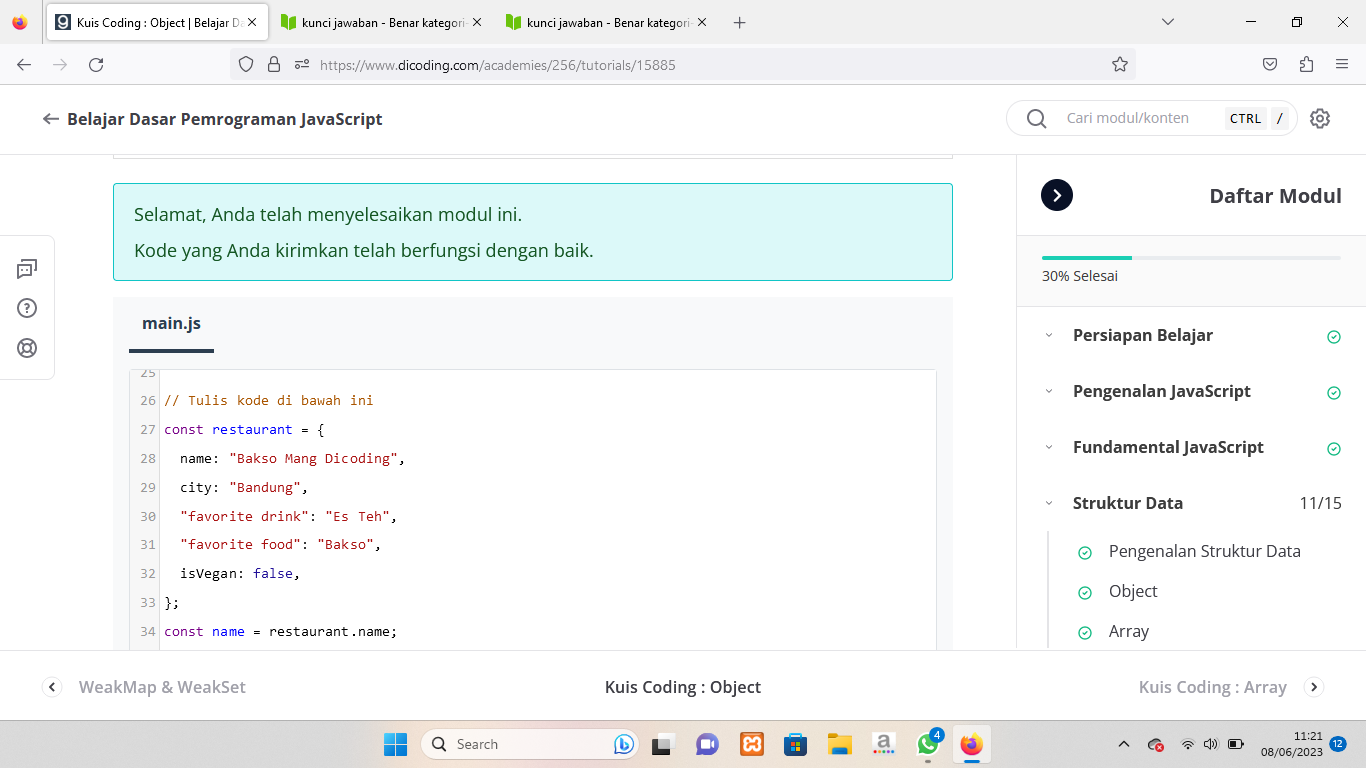 Kuis Coding : Object | Belajar Da
kunci jawaban - Benar kategori-
kunci jawaban - Benar kategori-
https://www.dicoding.com/academies/256/tutorials/15885
Belajar Dasar Pemrograman JavaScript
Cari modul/konten
CTRL
/
Selamat, Anda telah menyelesaikan modul ini.
Kode yang Anda kirimkan telah berfungsi dengan baik.
main.js
25
26 // Tulis kode di bawah ini
27 const restaurant = {
28   name: "Bakso Mang Dicoding",
29   city: "Bandung",
30   "favorite drink": "Es Teh",
31   "favorite food": "Bakso",
32   isVegan: false,
33 };
34 const name = restaurant.name;
Daftar Modul
30% Selesai
Persiapan Belajar
Pengenalan JavaScript
Fundamental JavaScript
Struktur Data 11/15
Pengenalan Struktur Data
Object
Array
WeakMap & WeakSet
Kuis Coding : Object
Kuis Coding : Array
Search
a
4
11:21
08/06/2023
12